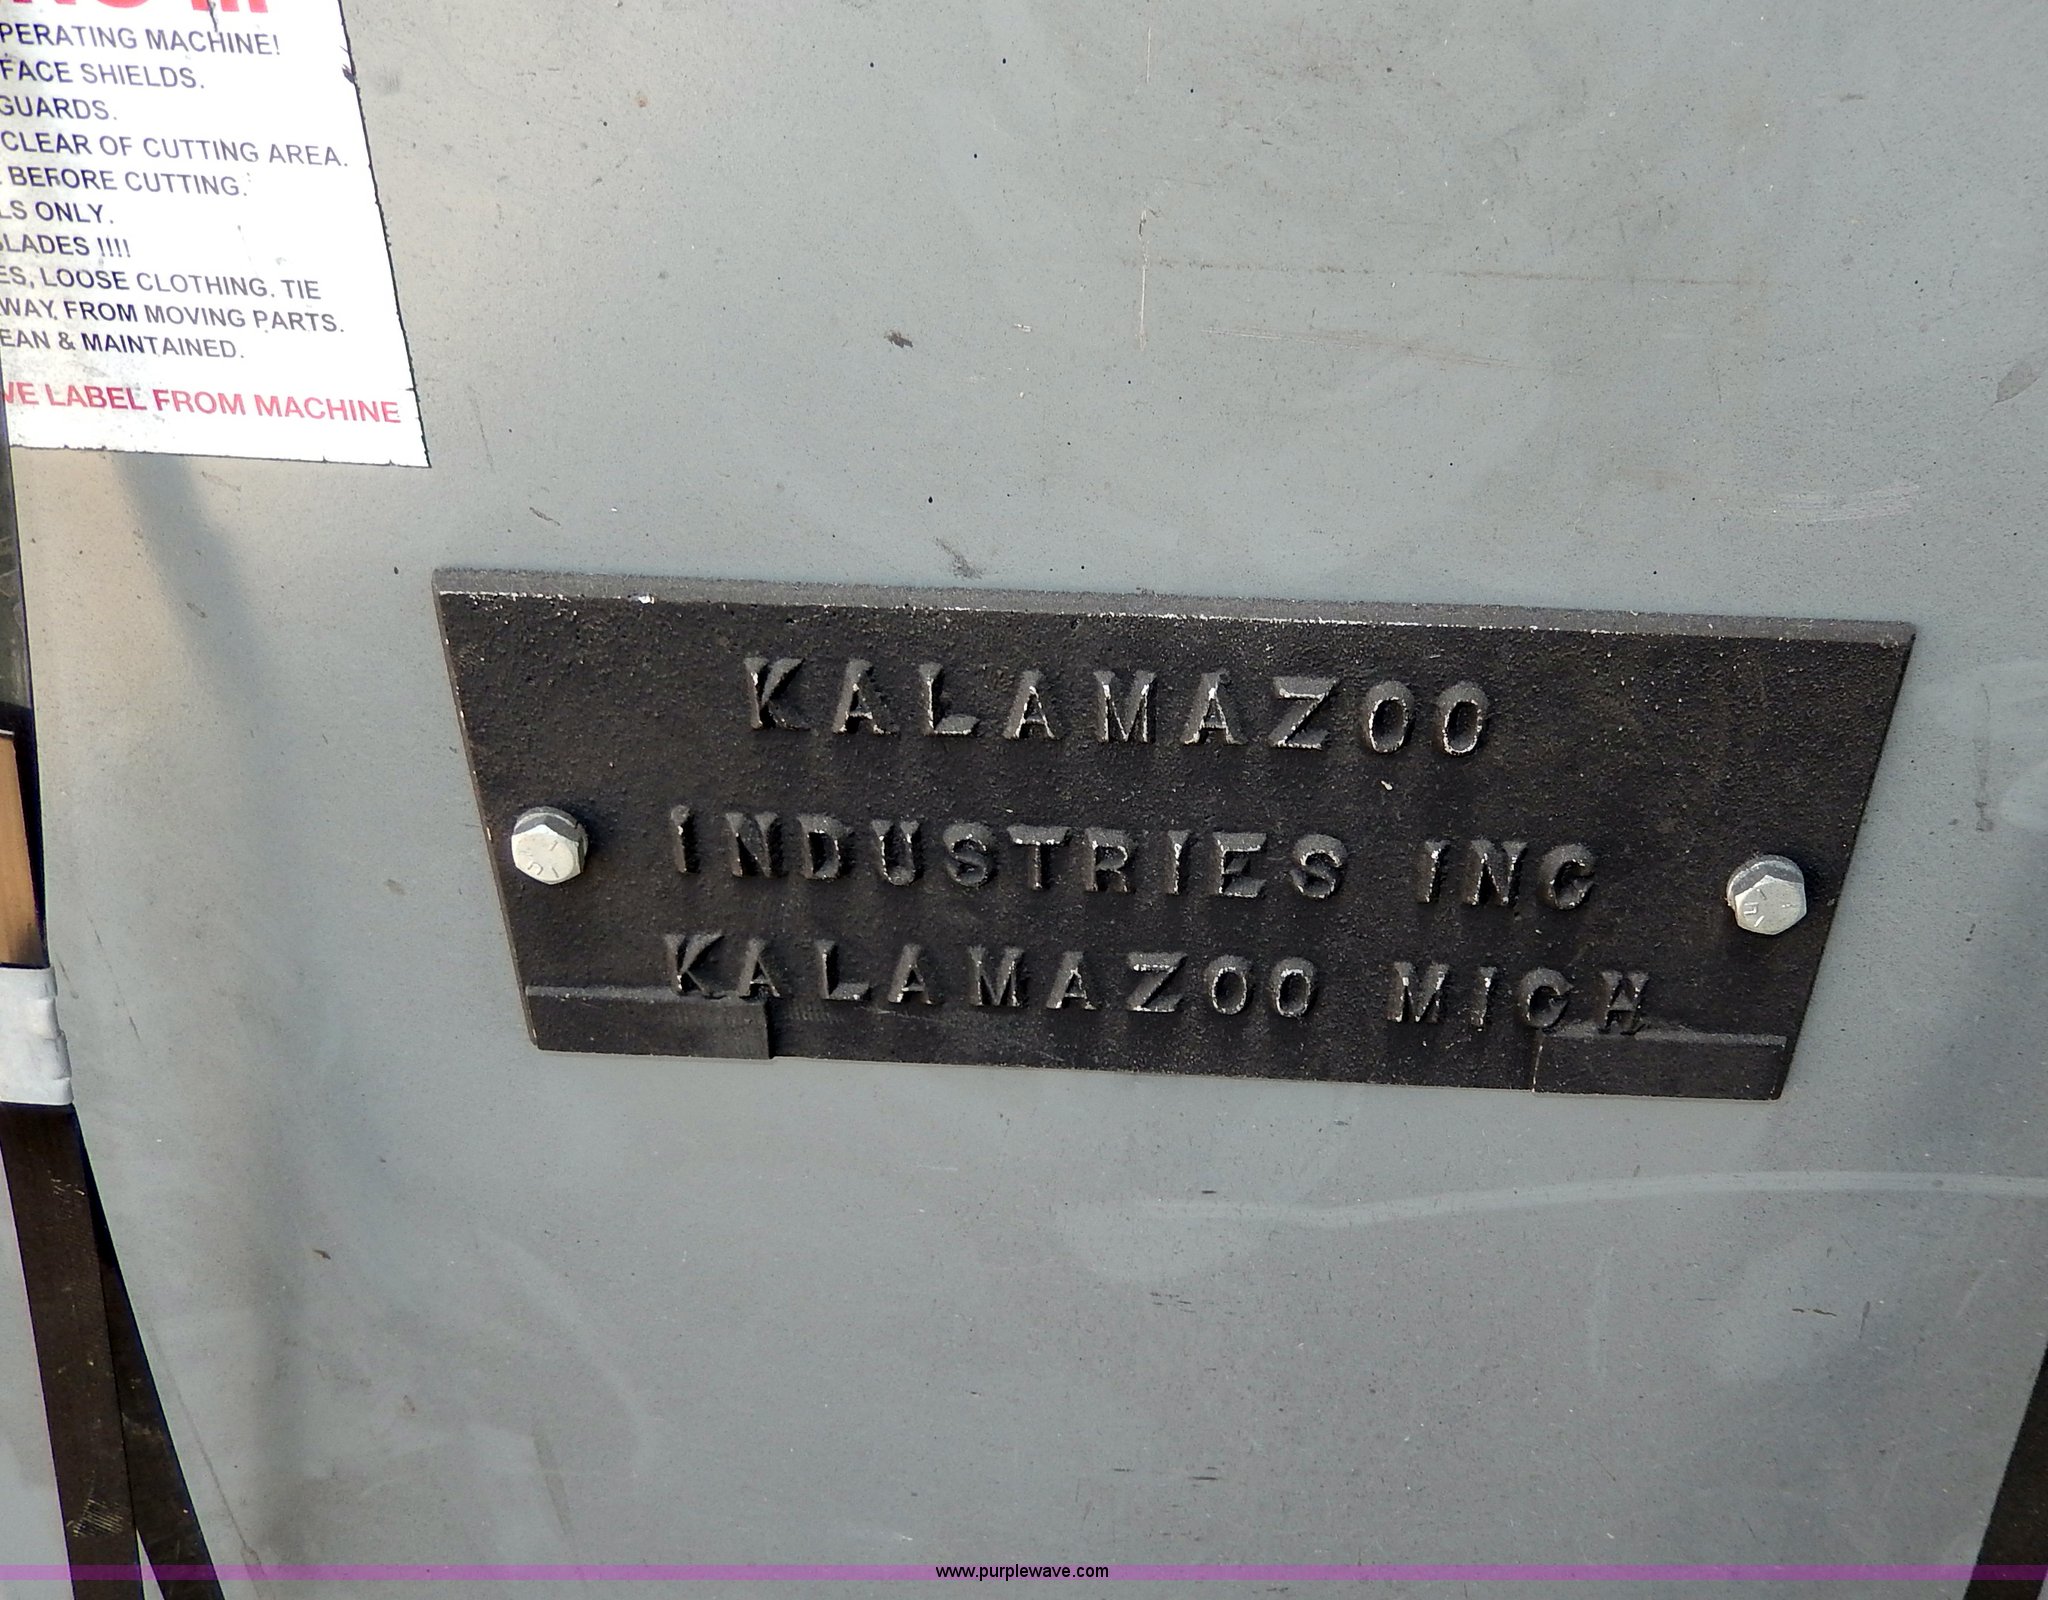 PERATING MACHINE!
FACE SHIELDS.
GUARDS.
CLEAR OF CUTTING AREA.
BEFORE CUTTING.
LS ONLY.
BLADES !!!!
ES, LOOSE CLOTHING. TIE
WAY FROM MOVING PARTS.
EAN & MAINTAINED.
VE LABEL FROM MACHINE
KALAMAZOO
INDUSTRIES INC
KALAMAZOO MICH
www.purplewave.com